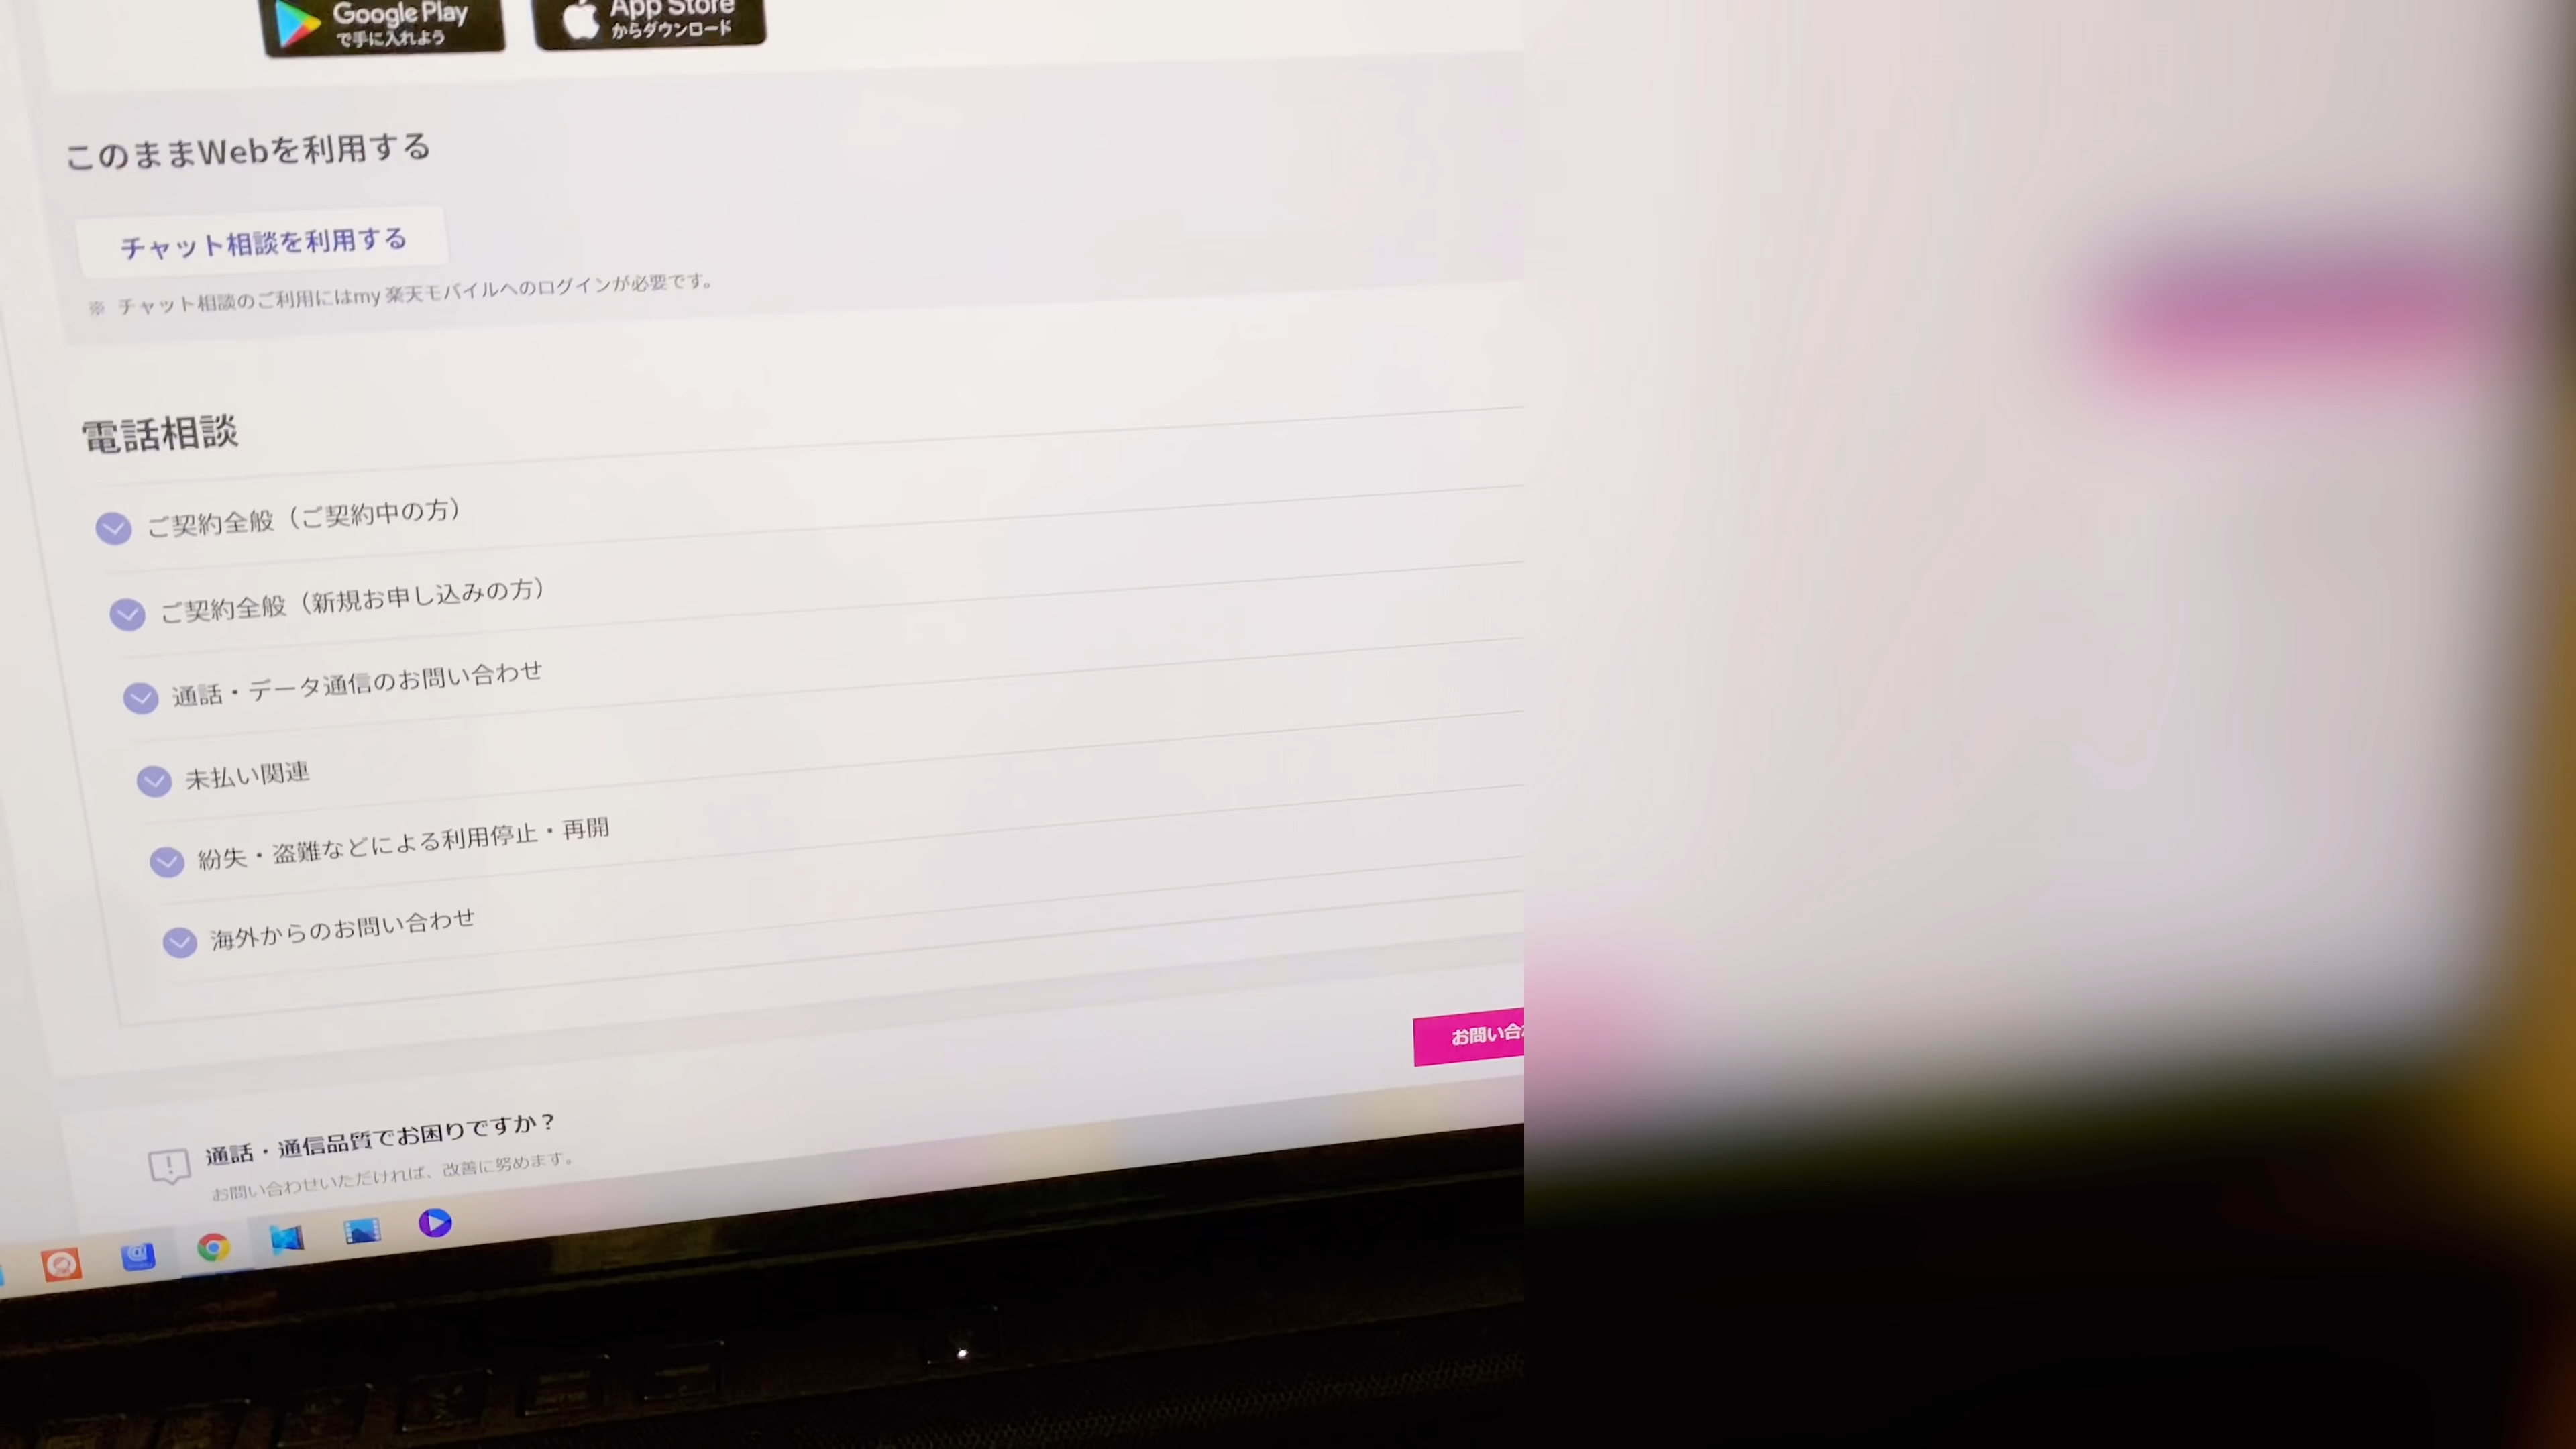 Google Play
で手に入れよう
App Store
からダウンロード
このままWebを利用する
チャット相談を利用する
※ チャット相談のご利用にはmy 楽天モバイルへのログインが必要です。
電話相談
ご契約全般（ご契約中の方）
ご契約全般（新規お申し込みの方）
通話・データ通信のお問い合わせ
未払い関連
紛失・盗難などによる利用停止・再開
海外からのお問い合わせ
お問い合
通話・通信品質でお困りですか？
お問い合わせいただければ、改善に努めます。